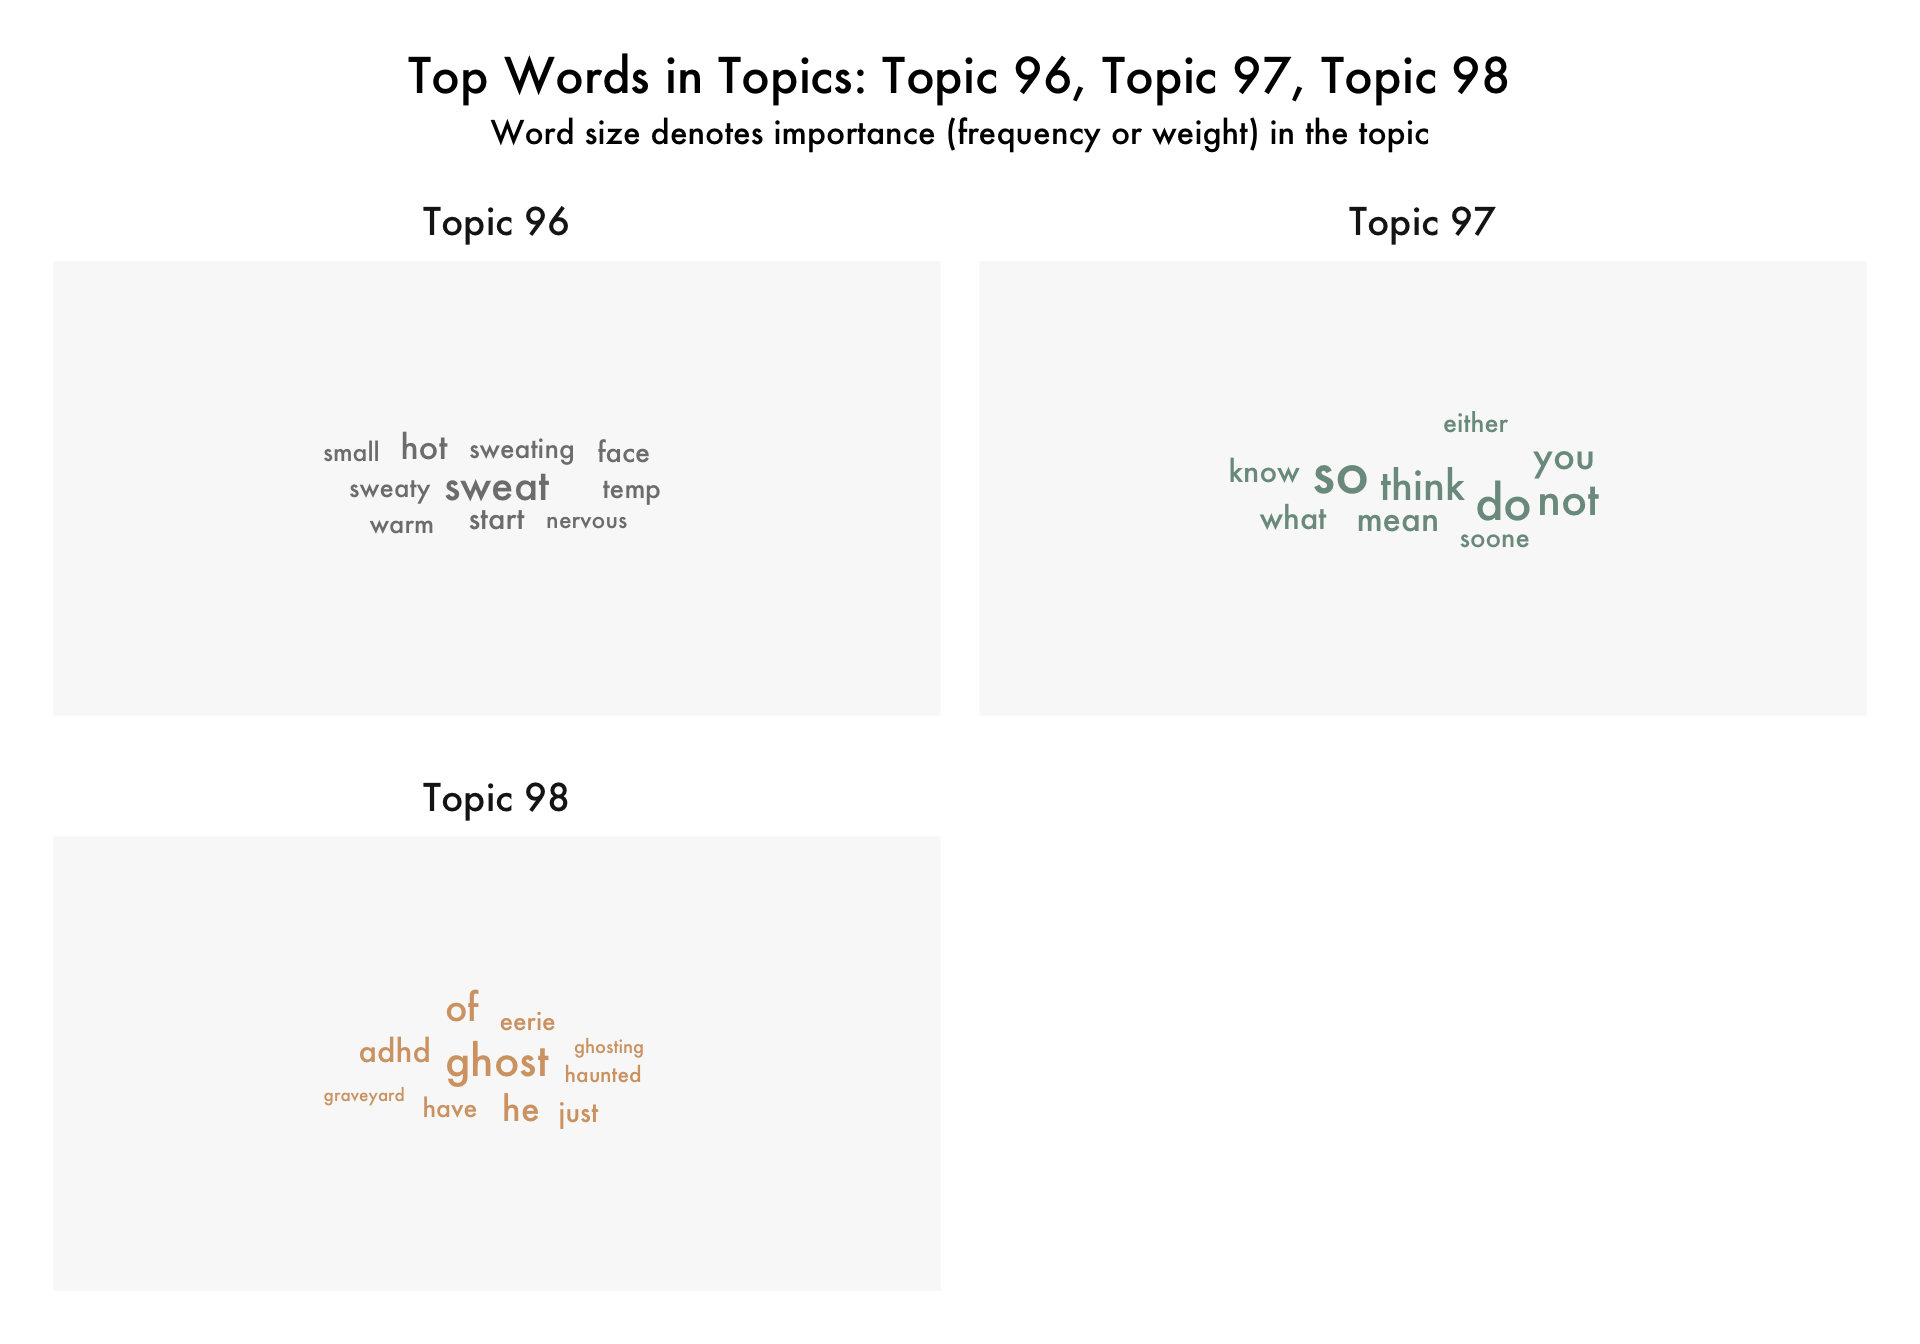 Top Words in Topics: Topic 96, Topic 97, Topic 98
Word size denotes importance (frequency or weight) in the topic
Topic 96
small hot sweating face
sweaty sweat temp
warm start nervous
Topic 97
either
know so think do not you
what mean
soone
Topic 98
of eerie
adhd ghost ghosting
haunted
graveyard have he just